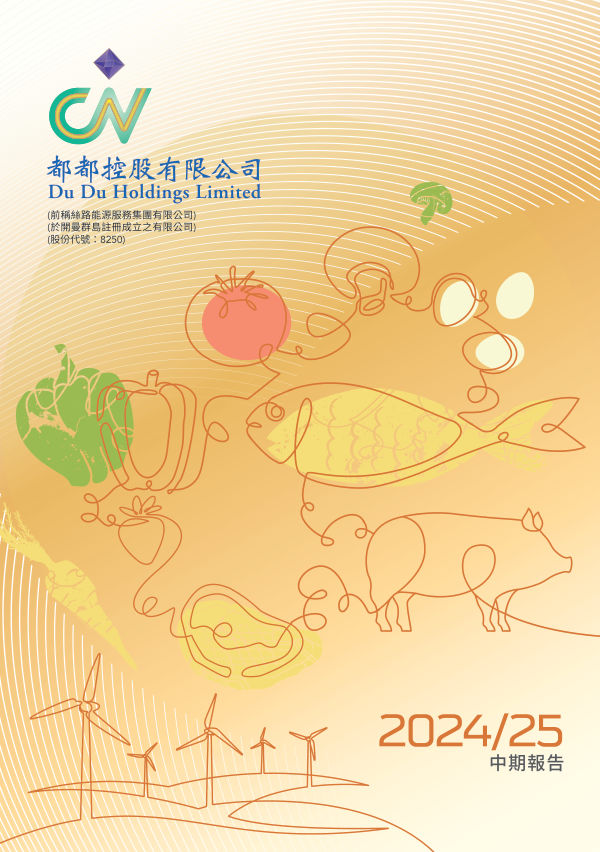 都都控股有限公司
Du Du Holdings Limited
(前稱絲路能源服務集團有限公司)
(於開曼群島註冊成立之有限公司)
(股份代號：8250)
2024/25
中期報告